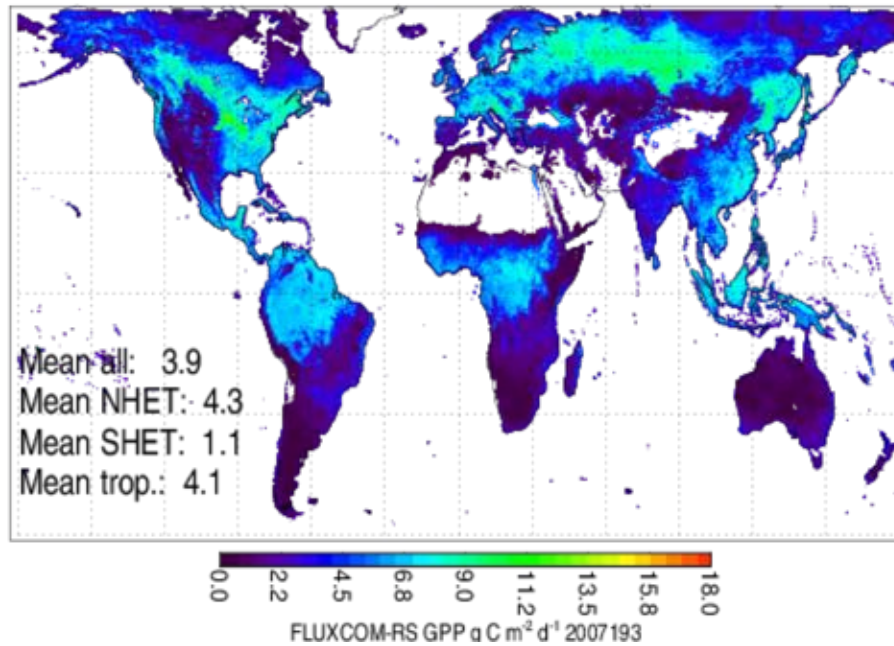 Mean all: 3.9
Mean NHET: 4.3
Mean SHET: 1.1
Mean trop.: 4.1
0.0 2.2 4.5 6.8 9.0 11.2 13.5 15.8 18.0
FLUXCOM-RS GPP g C m⁻² d⁻¹ 2007193